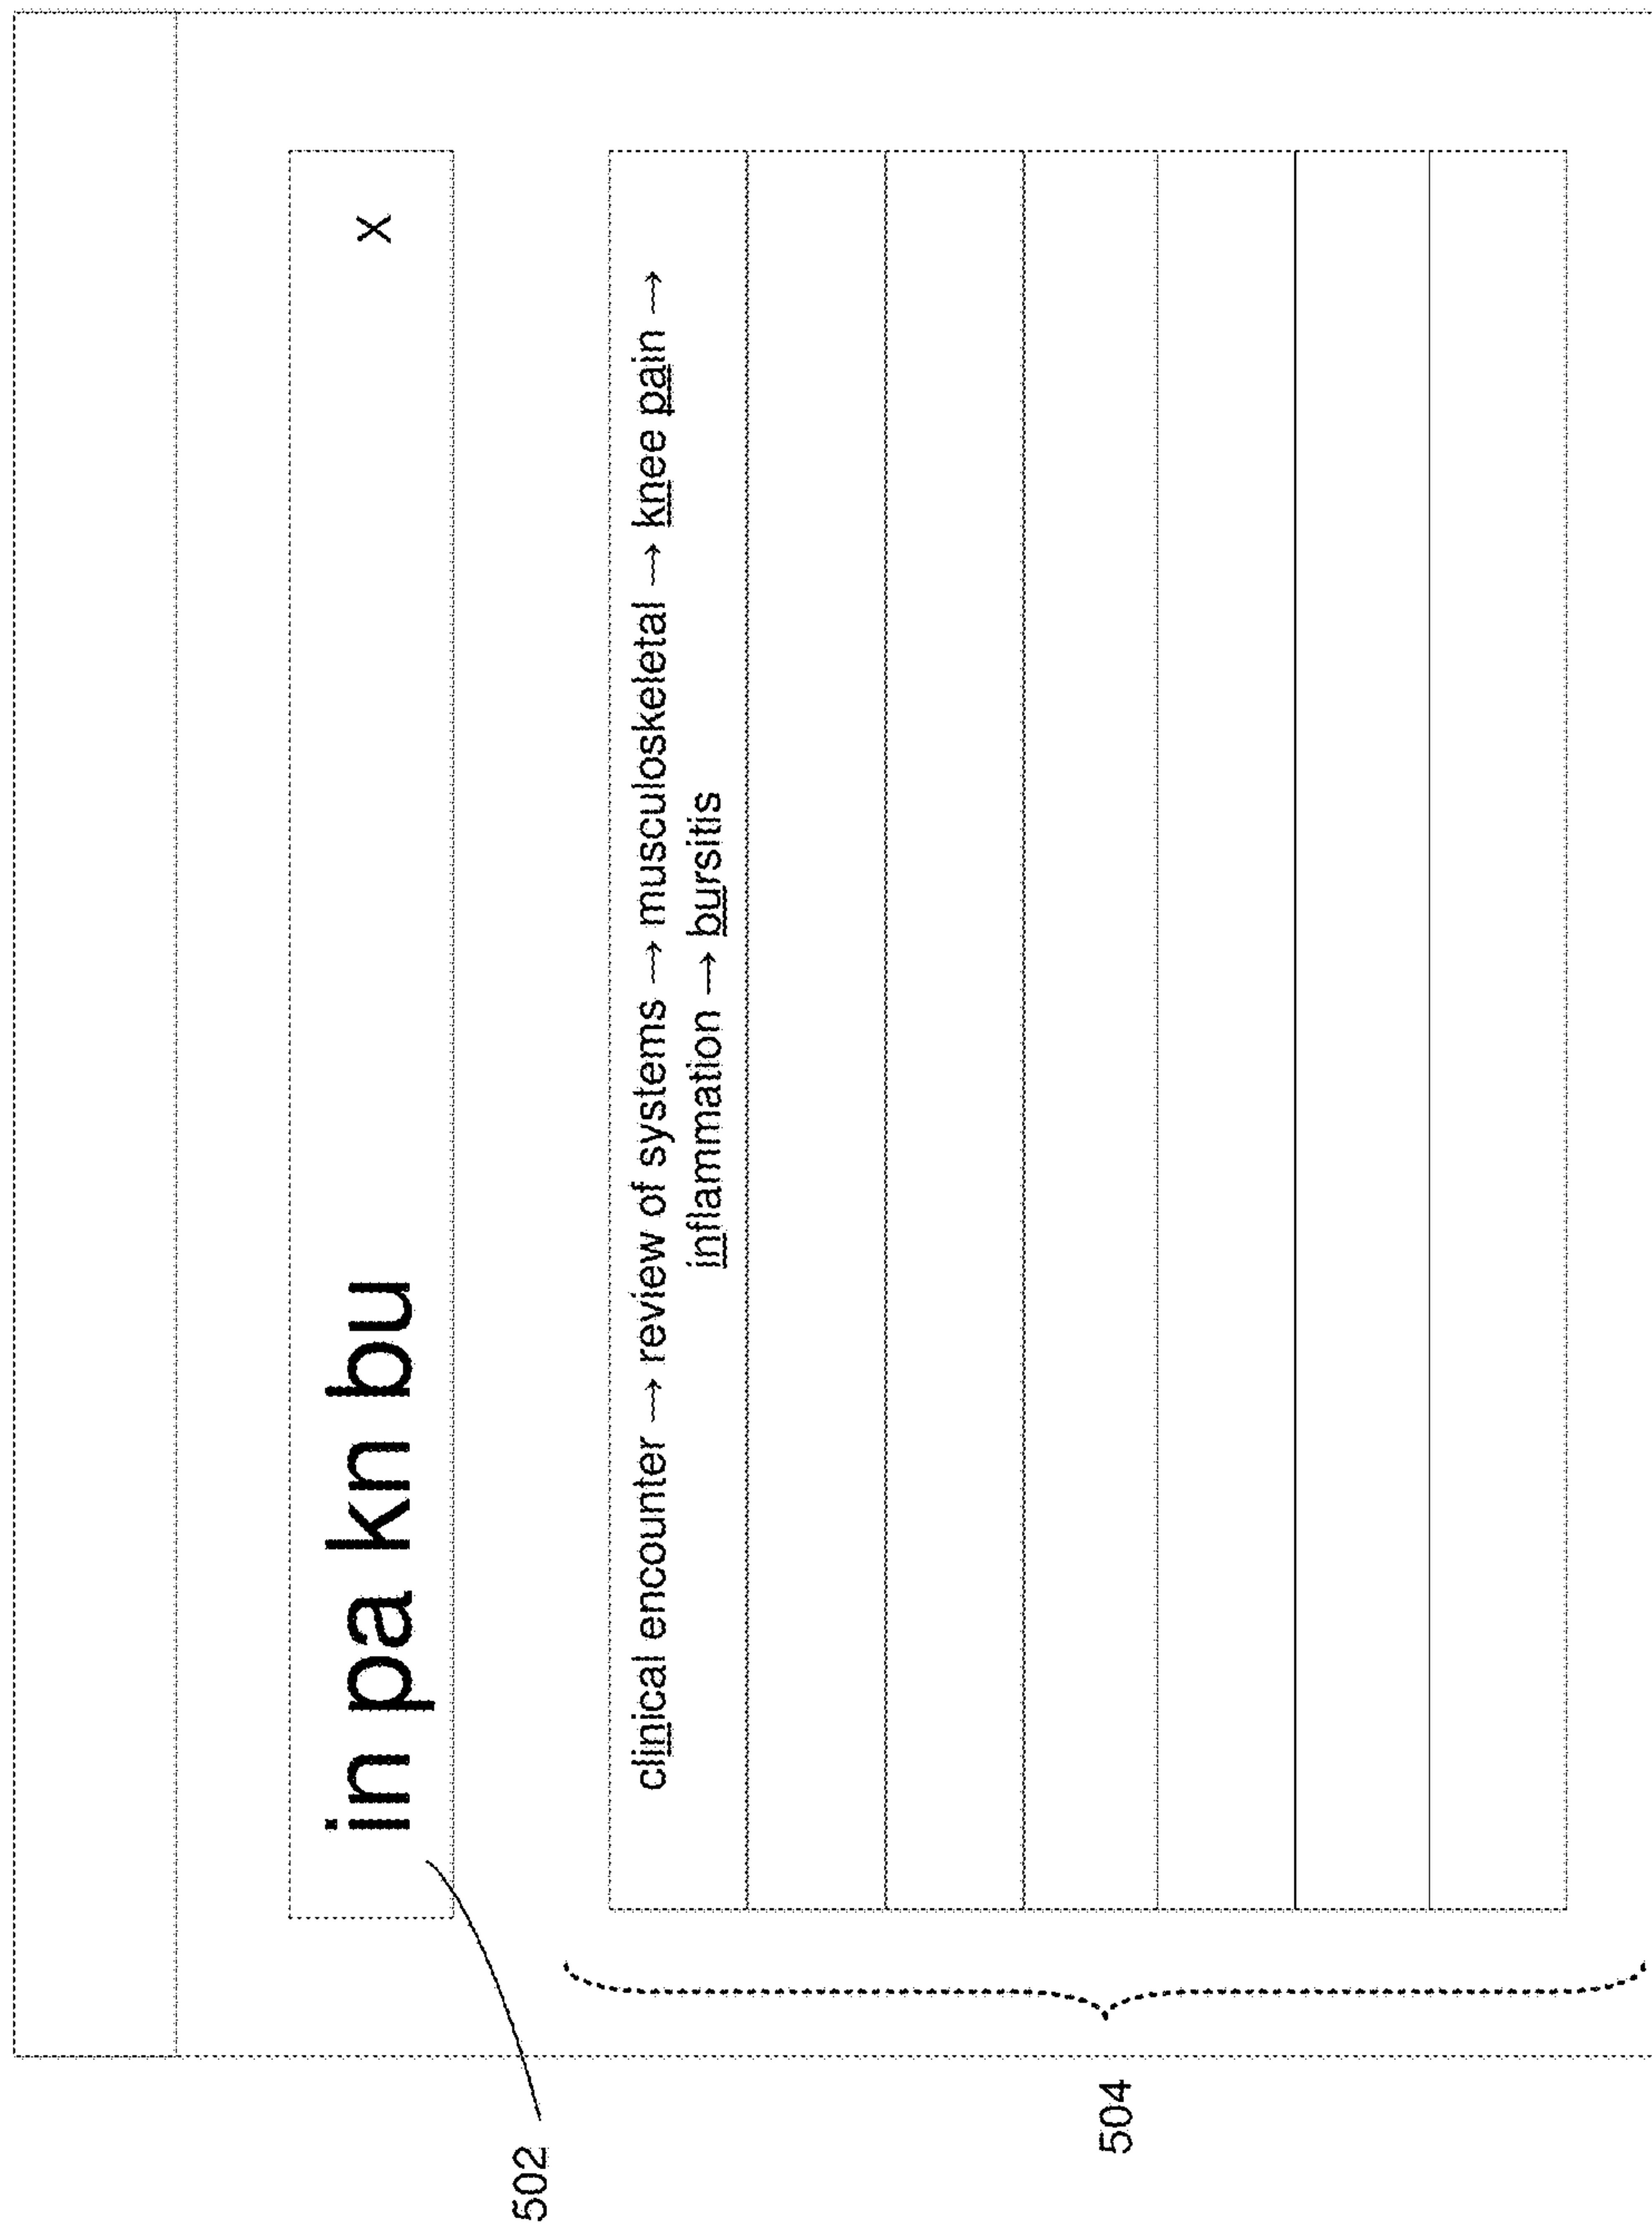 in pa kn bu X
clinical encounter → review of systems → musculoskeletal → knee pain →
inflammation → bursitis
502
504